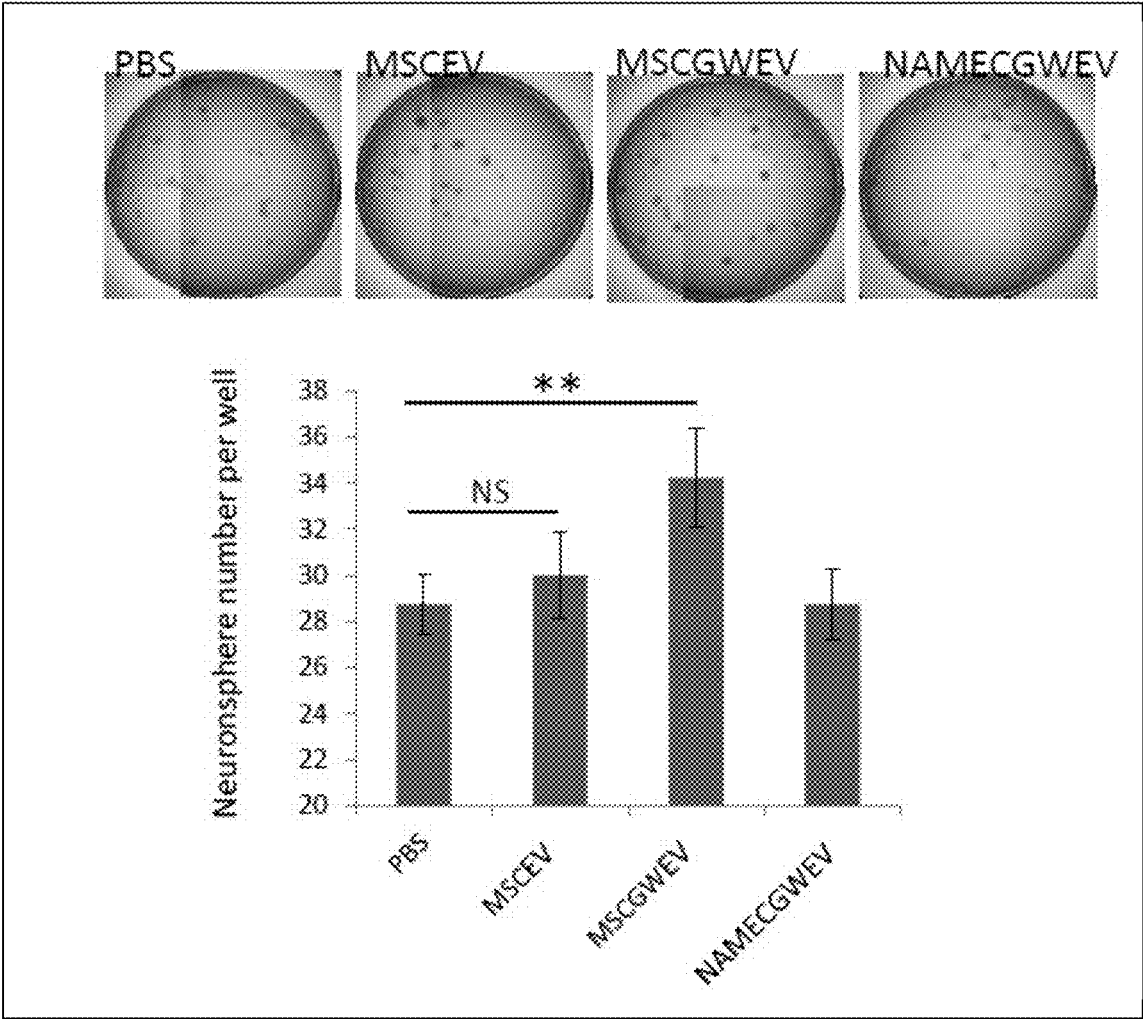 PBS MSCEV MSCGWEV NAMECGWEV
Neuronsphere number per well
38
36
34
32
30
28
26
24
22
20
**
NS
PBS
MSCEV
MSCGWEV
NAMECGWEV